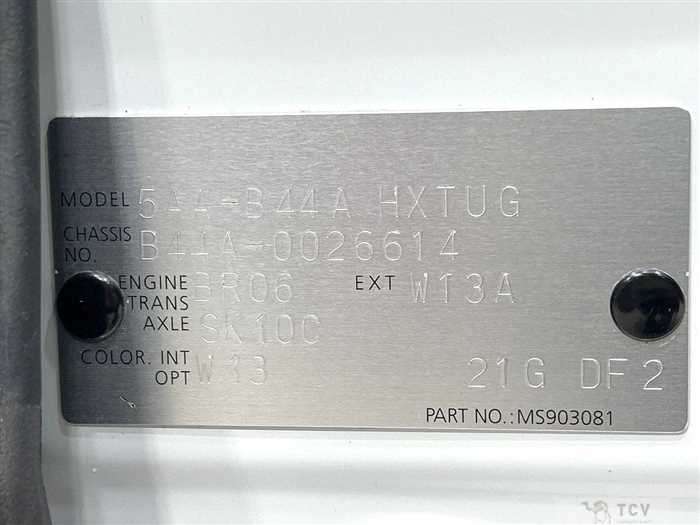 MODEL 5AA-B44A HXTUG
CHASSIS NO. B44A-0026614
ENGINE BR06 EXT W13A
TRANS AXLE SK10C
COLOR. INT W13
OPT 21G DF2
PART NO.:MS903081
TCV